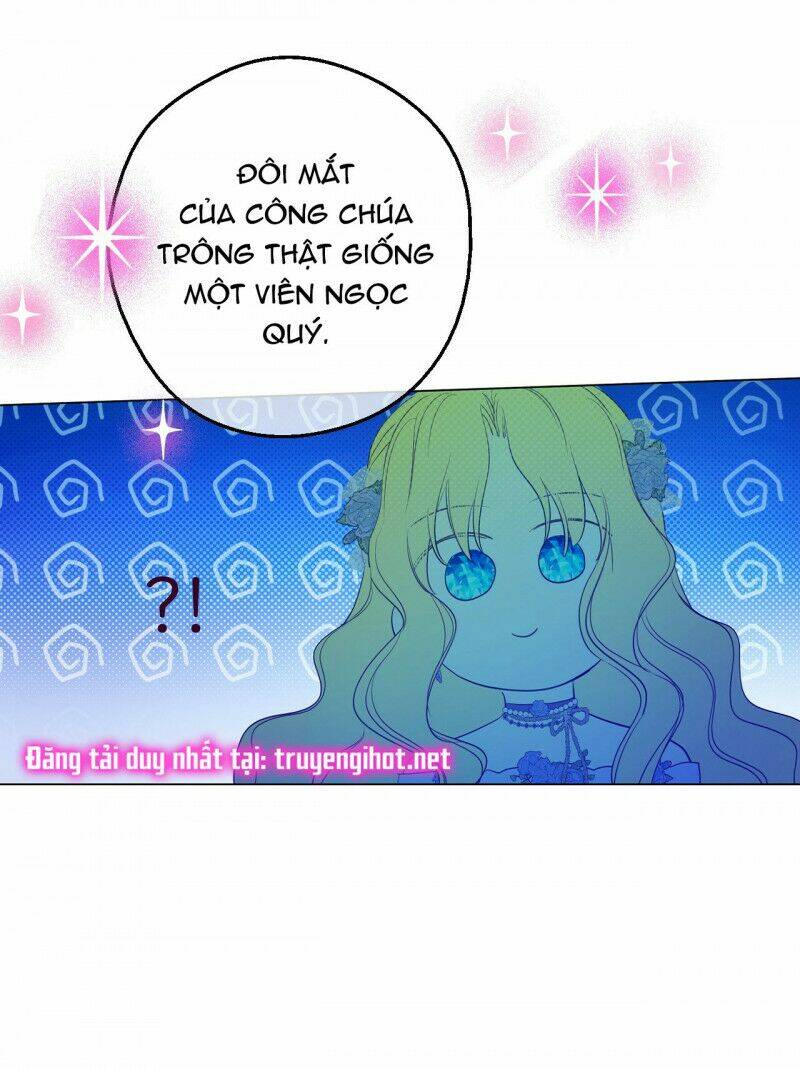 ĐÔI MẮT
CỦA CÔNG CHÚA
TRÔNG THẬT GIỐNG
MỘT VIÊN NGỌC
QUÝ.
?!
Đăng tải duy nhất tại: truyengihot.net